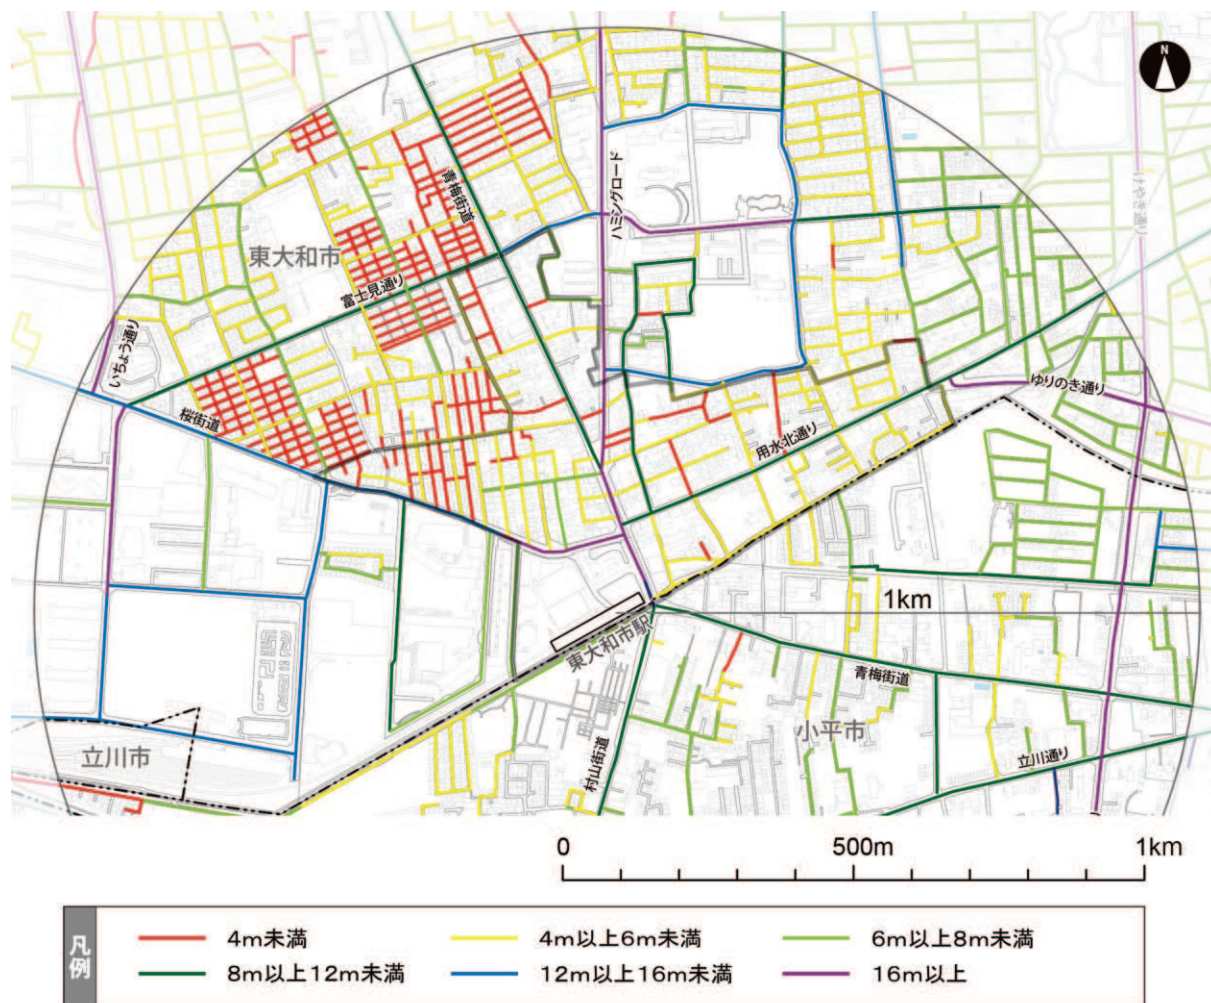 N
東大和市
青梅街道
ハミングロード
けやき通り
富士見通り
いちょう通り
桜街道
ゆりのき通り
用水北通り
1km
東大和市駅
青梅街道
小平市
立川市
村山街道
立川通り
0 500m 1km
凡例
4m未満 4m以上6m未満 6m以上8m未満
8m以上12m未満 12m以上16m未満 16m以上